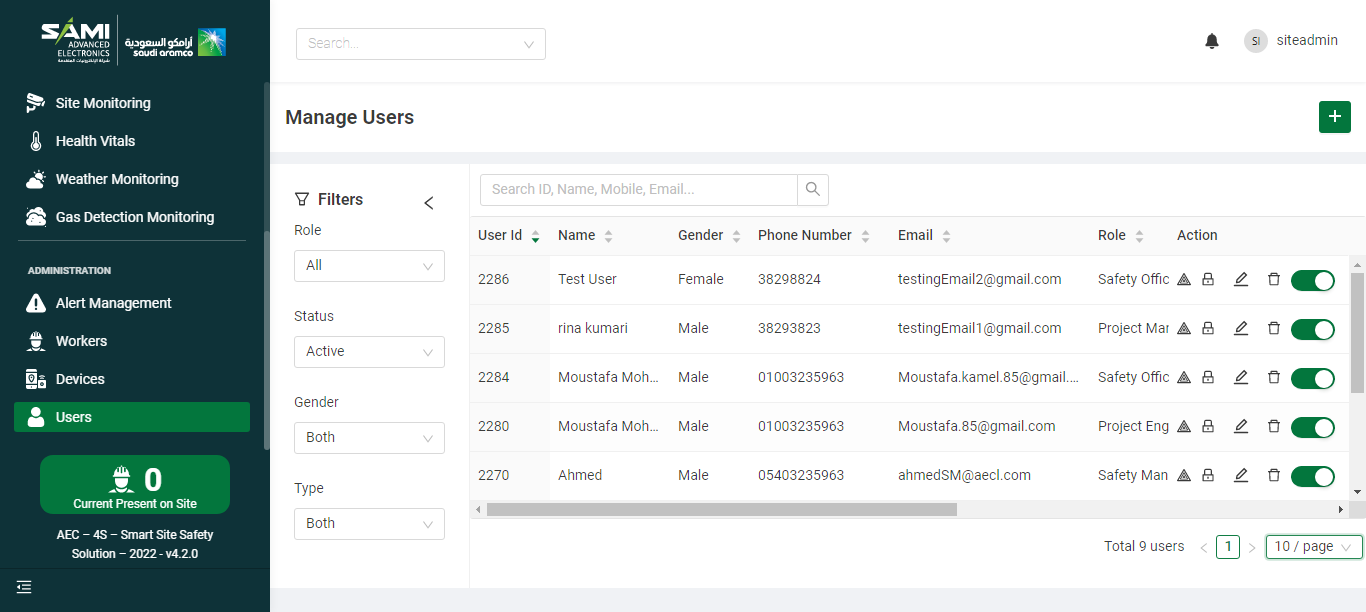 SAMI
ADVANCED
ELECTRONICS
أرامكو السعودية
saudi aramco
Site Monitoring
Health Vitals
Weather Monitoring
Gas Detection Monitoring
ADMINISTRATION
Alert Management
Workers
Devices
Users
0
Current Present on Site
AEC – 4S – Smart Site Safety
Solution – 2022 - v4.2.0
Search...
SI siteadmin
Manage Users
+
Filters
Role
All
Status
Active
Gender
Both
Type
Both
Search ID, Name, Mobile, Email...
User Id Name Gender Phone Number Email Role Action
2286 Test User Female 38298824 testingEmail2@gmail.com Safety Offic
2285 rina kumari Male 38293823 testingEmail1@gmail.com Project Mar
2284 Moustafa Moh... Male 01003235963 Moustafa.kamel.85@gmail.... Safety Offic
2280 Moustafa Moh... Male 01003235963 Moustafa.85@gmail.com Project Eng
2270 Ahmed Male 05403235963 ahmedSM@aecl.com Safety Man
Total 9 users < 1 > 10 / page